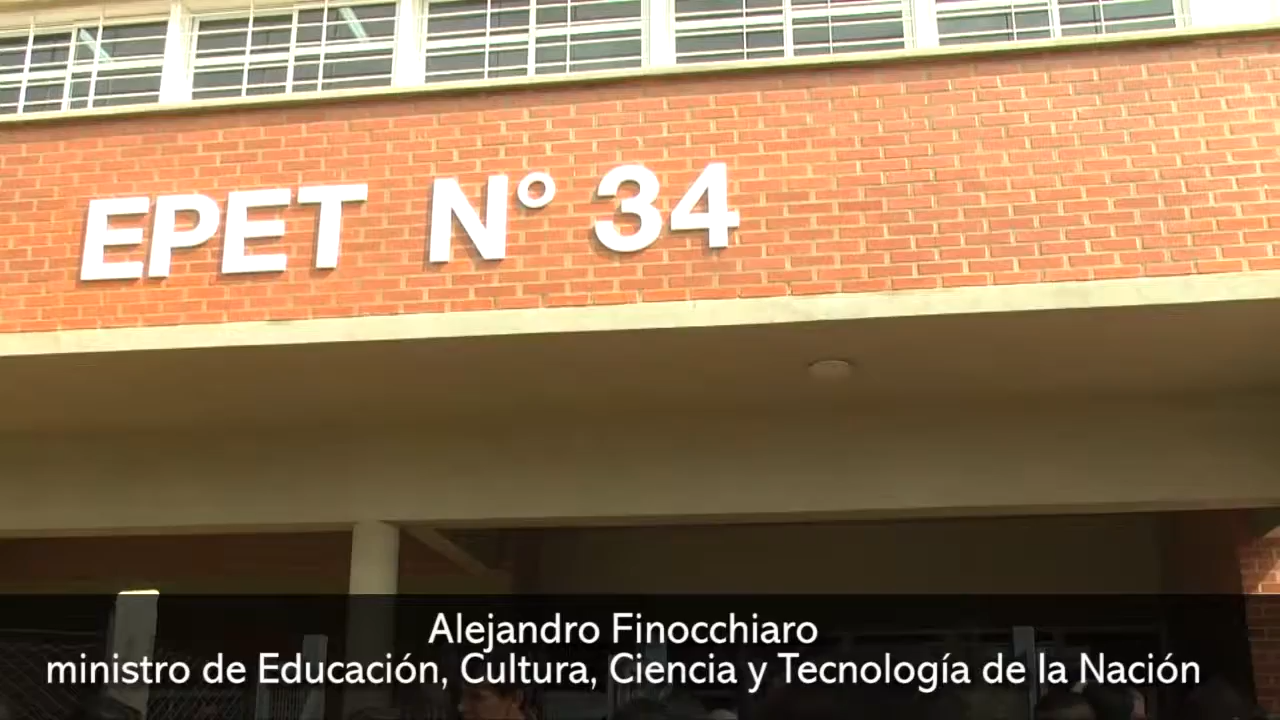 EPET N° 34
Alejandro Finocchiaro
ministro de Educación, Cultura, Ciencia y Tecnología de la Nación